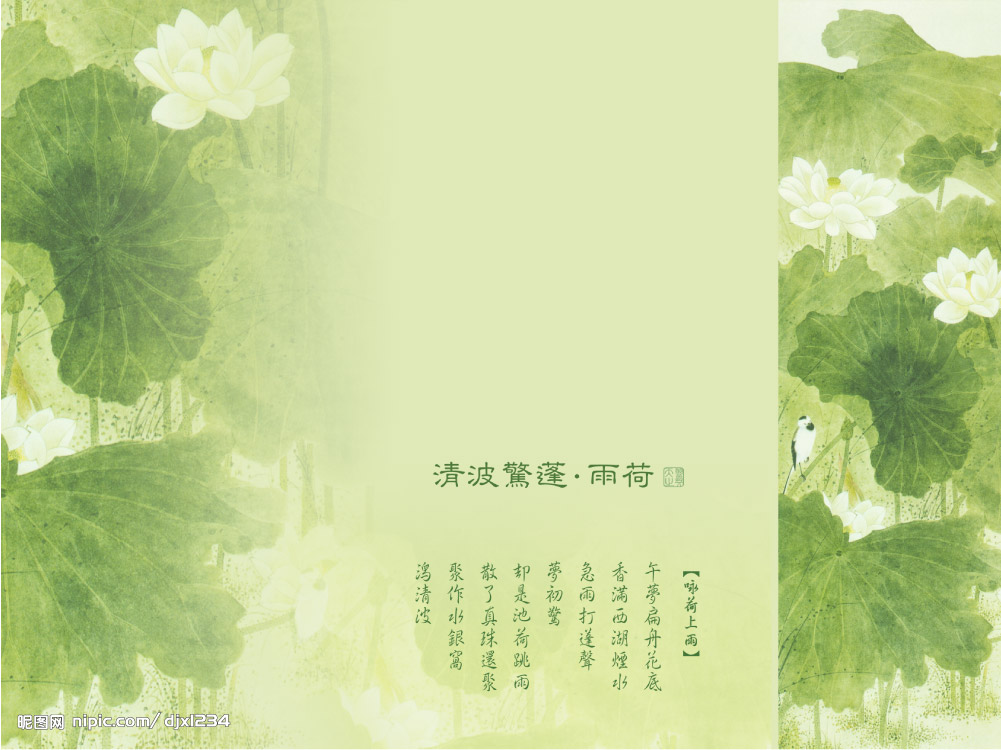 清波驚蓬·雨荷
【咏荷上雨】
午夢扁舟花底
香滿西湖煙水
急雨打蓬聲
夢初驚
却是池荷跳雨
散了真珠還聚
聚作水銀窩
瀉清波
昵图网 nipic.com/djxl234